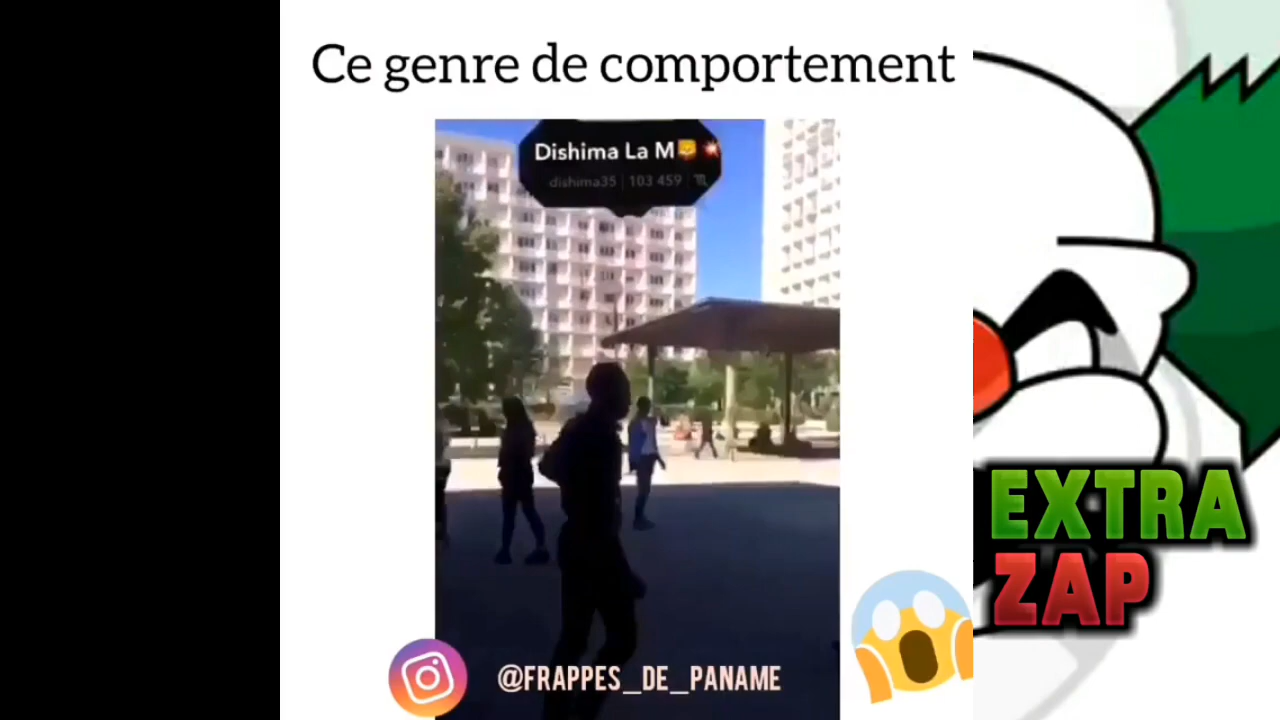 Ce genre de comportement
Dishima La M🦁💥
dishima35 | 103 459 | ♏
EXTRA
ZAP
@FRAPPES_DE_PANAME